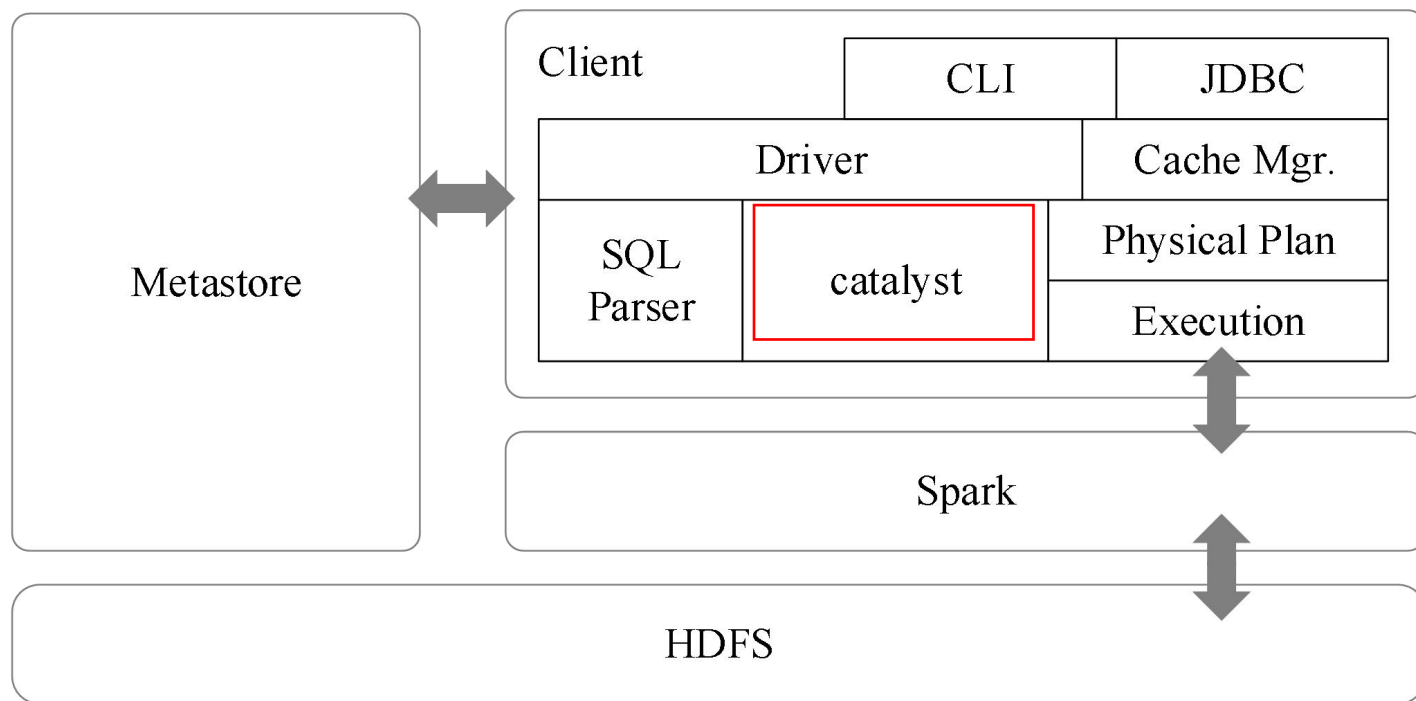 Client
CLI
JDBC
Driver
Cache Mgr.
Metastore
SQL
Parser
catalyst
Physical Plan
Execution
Spark
HDFS